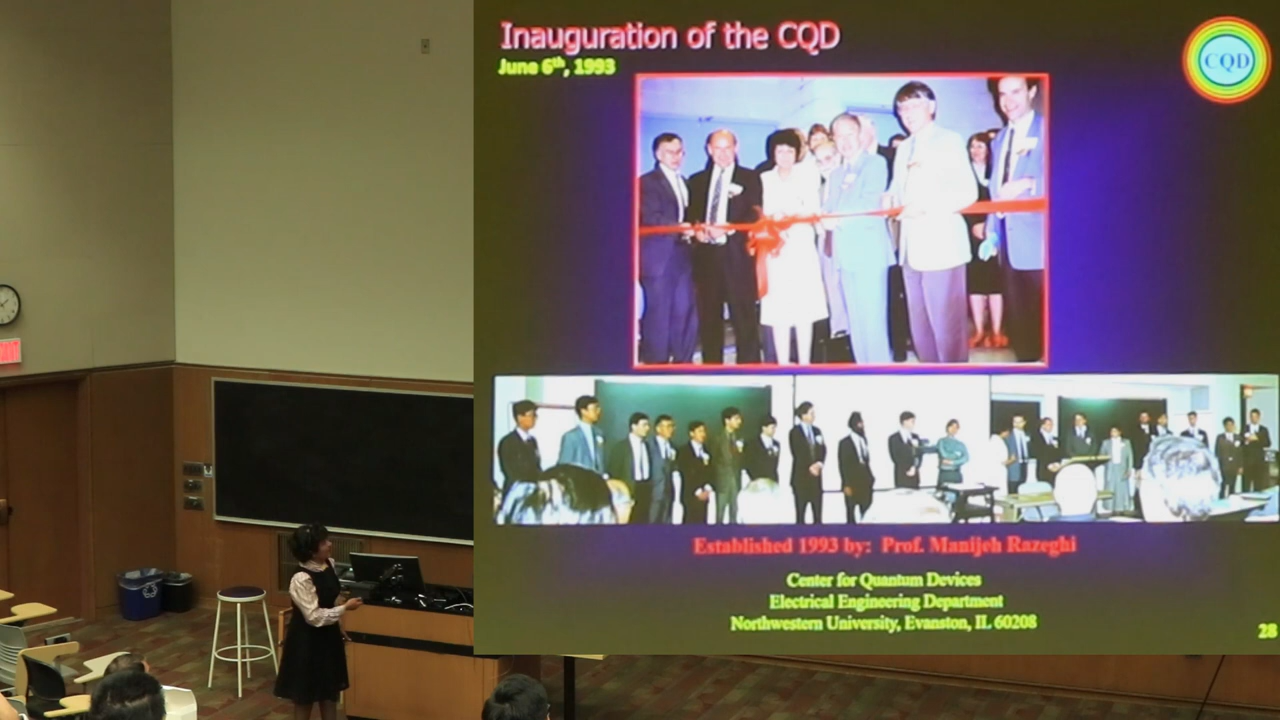 Inauguration of the CQD
June 6th, 1993
CQD
Established 1993 by: Prof. Manijeh Razeghi
Center for Quantum Devices
Electrical Engineering Department
Northwestern University, Evanston, IL 60208
28